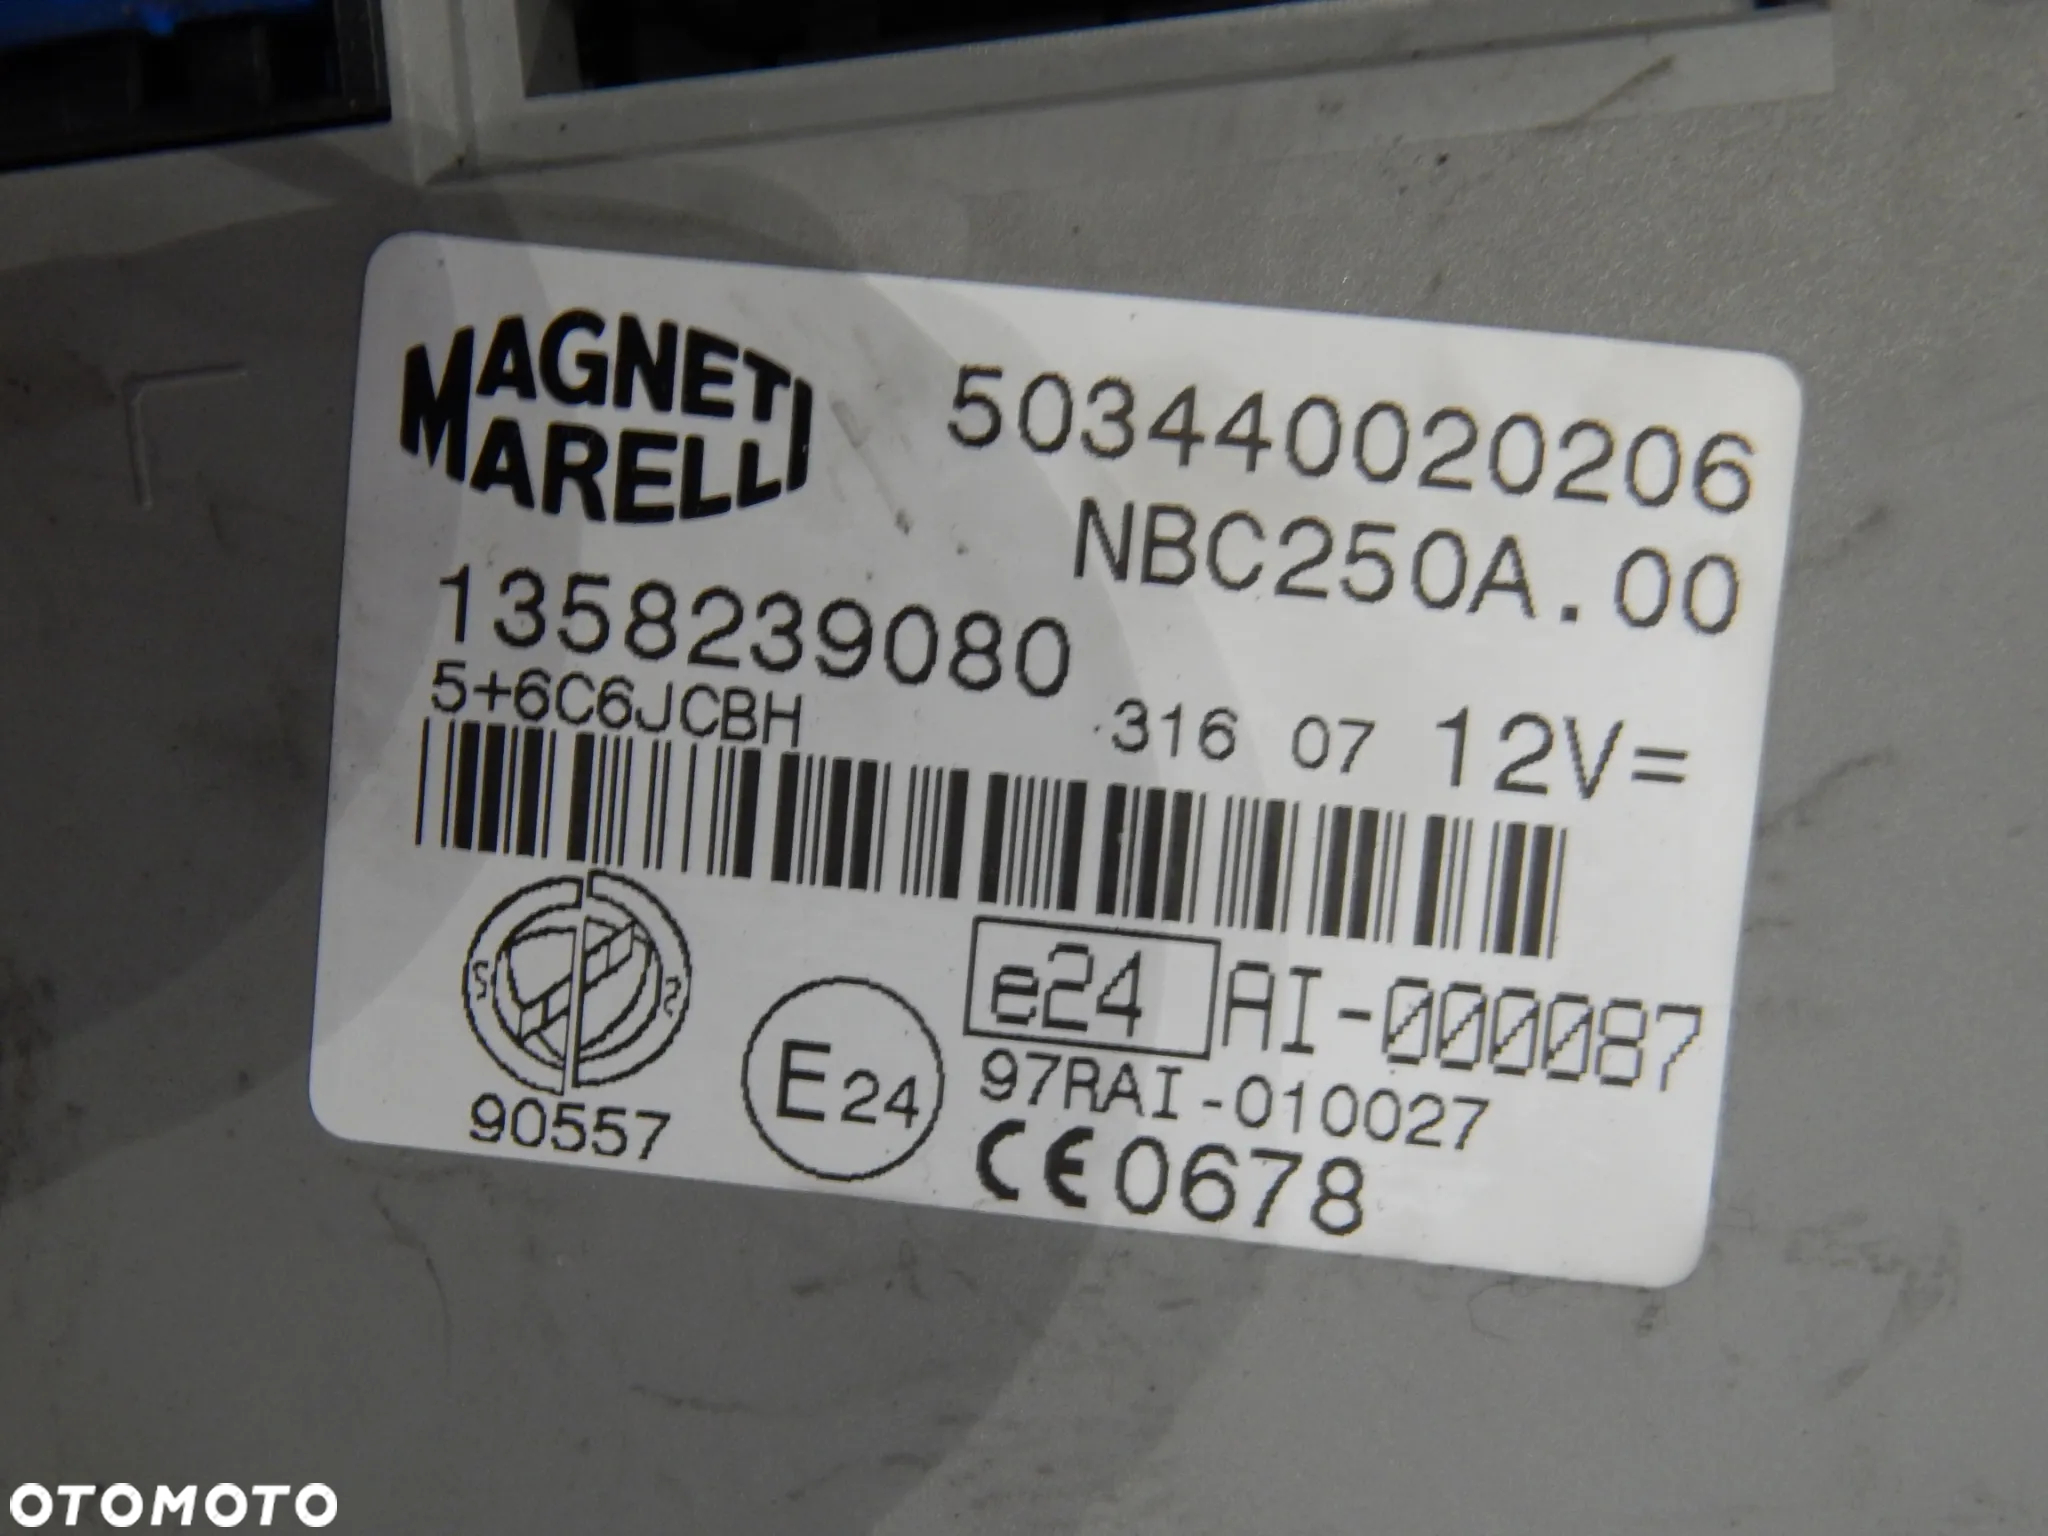 MAGNETI
MARELLI
503440020206
NBC250A.00
1358239080
5+6C6JCBH
316 07 12V=
e24 AI-000087
97RAI-010027
E24
90557
CE0678
OTOMOTO